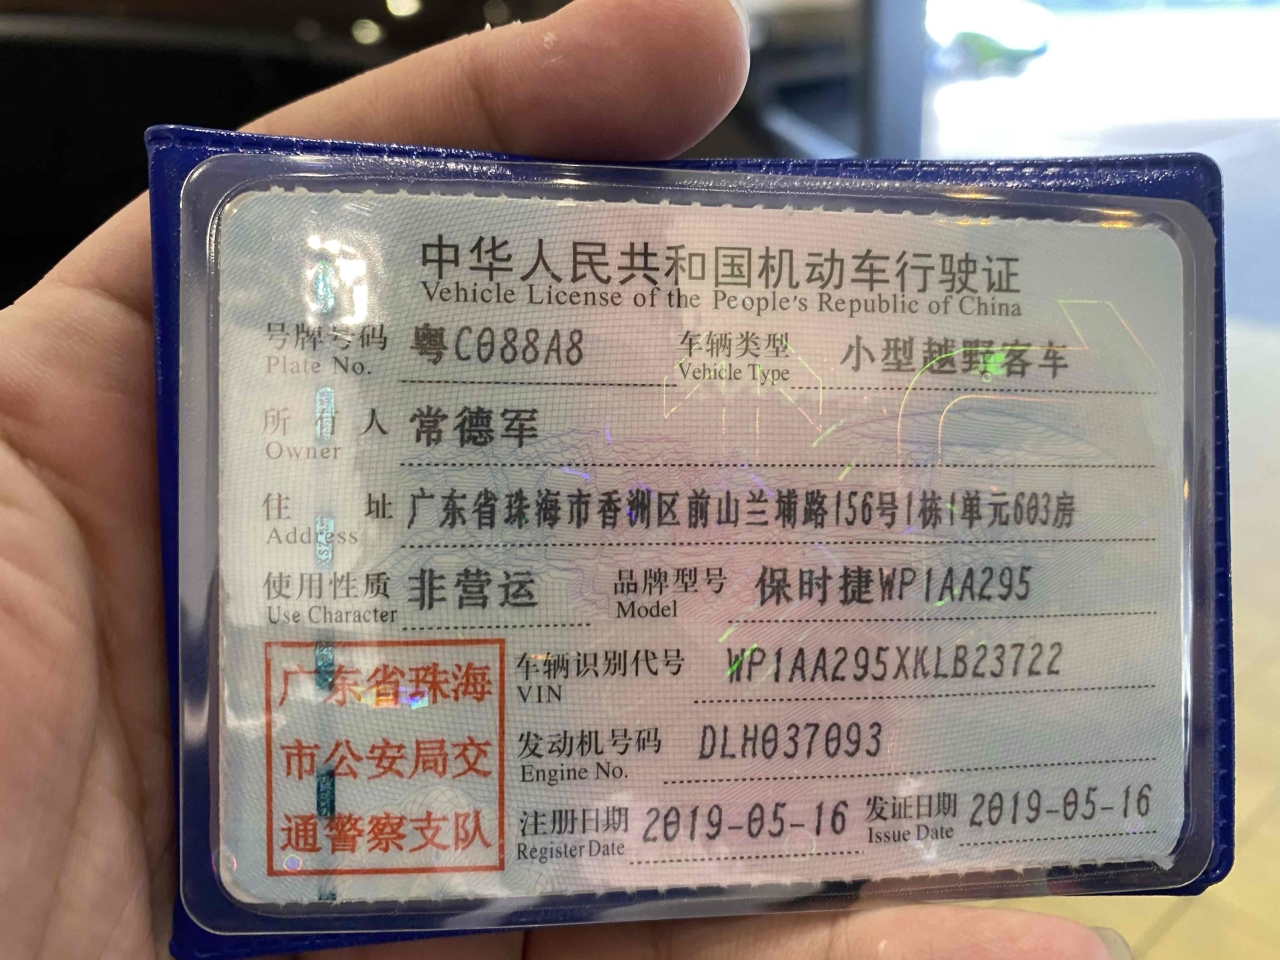 中华人民共和国机动车行驶证
Vehicle License of the People's Republic of China
号牌号码 粤C088A8 车辆类型 小型越野客车
Plate No. Vehicle Type
所有人 常德军
Owner
住址 广东省珠海市香洲区前山兰埔路156号1栋1单元603房
Address
使用性质 非营运 品牌型号 保时捷WP1AA295
Use Character Model
车辆识别代号 WP1AA295XKLB23722
VIN
发动机号码 DLH037093
Engine No.
注册日期 2019-05-16 发证日期 2019-05-16
Register Date Issue Date
广东省珠海
市公安局交
通警察支队